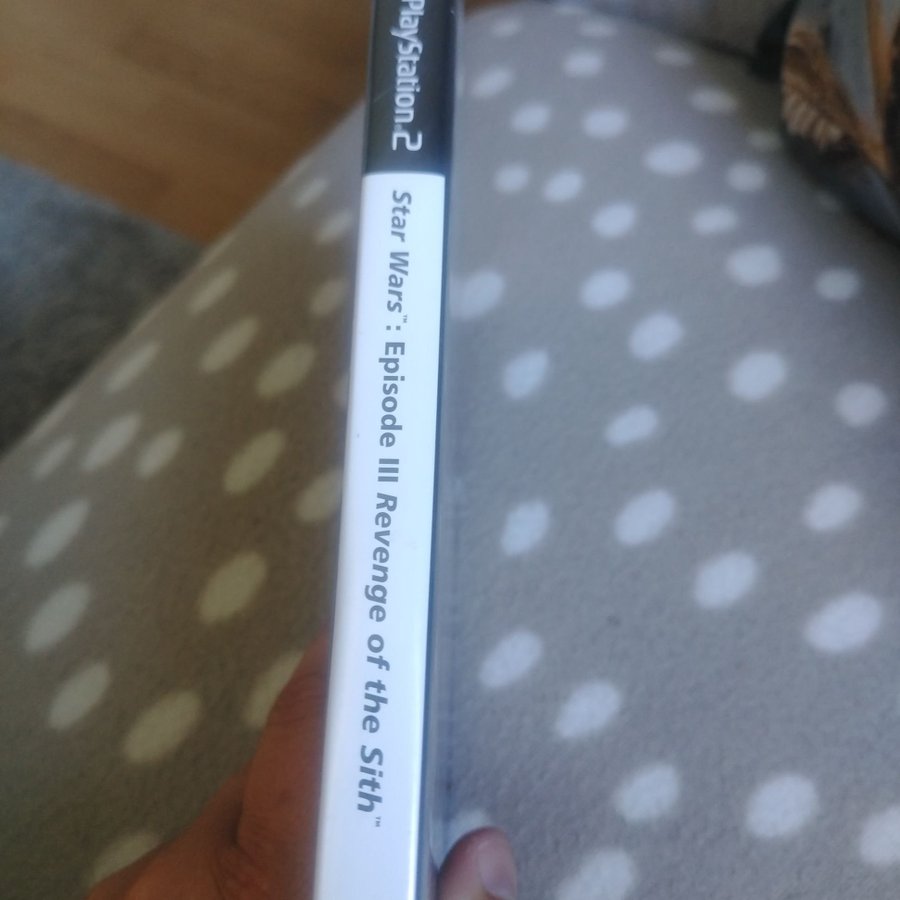 PlayStation®2
Star Wars™: Episode III Revenge of the Sith™